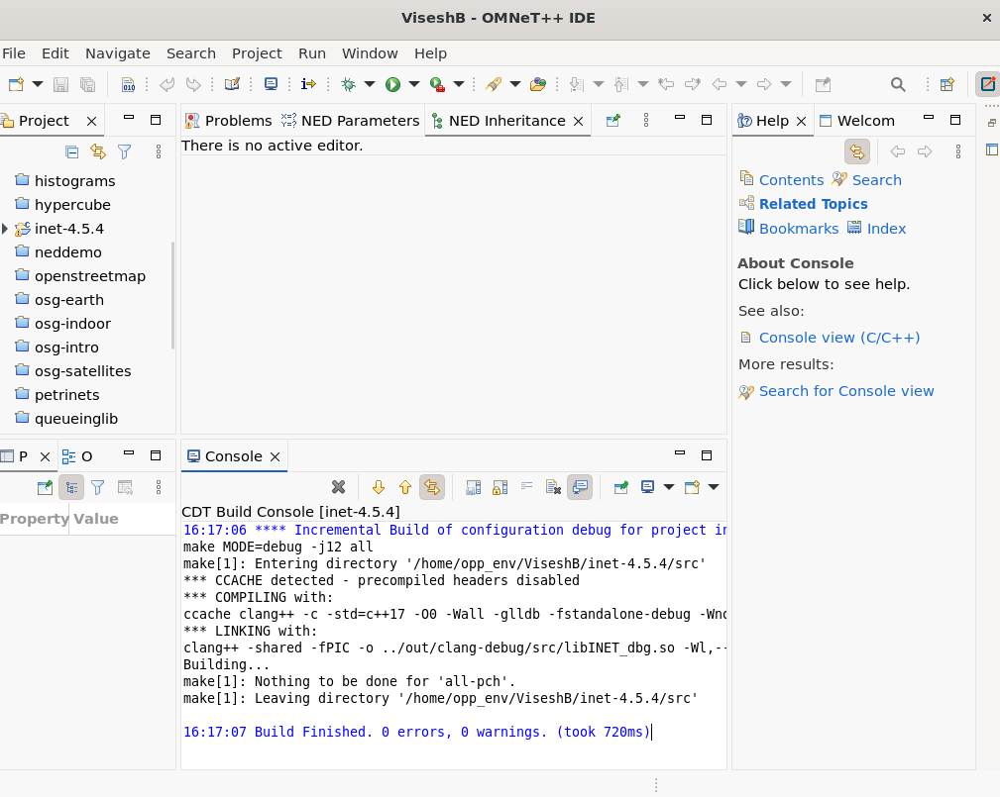 ViseshB - OMNeT++ IDE
File Edit Navigate Search Project Run Window Help
Project
histograms
hypercube
inet-4.5.4
neddemo
openstreetmap
osg-earth
osg-indoor
osg-intro
osg-satellites
petrinets
queueinglib
Problems NED Parameters NED Inheritance
There is no active editor.
Help Welcom
Contents Search
Related Topics
Bookmarks Index
About Console
Click below to see help.
See also:
Console view (C/C++)
More results:
Search for Console view
P O
Property Value
Console
CDT Build Console [inet-4.5.4]
16:17:06 **** Incremental Build of configuration debug for project in
make MODE=debug -j12 all
make[1]: Entering directory '/home/opp_env/ViseshB/inet-4.5.4/src'
*** CCACHE detected - precompiled headers disabled
*** COMPILING with:
ccache clang++ -c -std=c++17 -O0 -Wall -glldb -fstandalone-debug -Wno
*** LINKING with:
clang++ -shared -fPIC -o ../out/clang-debug/src/libINET_dbg.so -Wl,--
Building...
make[1]: Nothing to be done for 'all-pch'.
make[1]: Leaving directory '/home/opp_env/ViseshB/inet-4.5.4/src'
16:17:07 Build Finished. 0 errors, 0 warnings. (took 720ms)